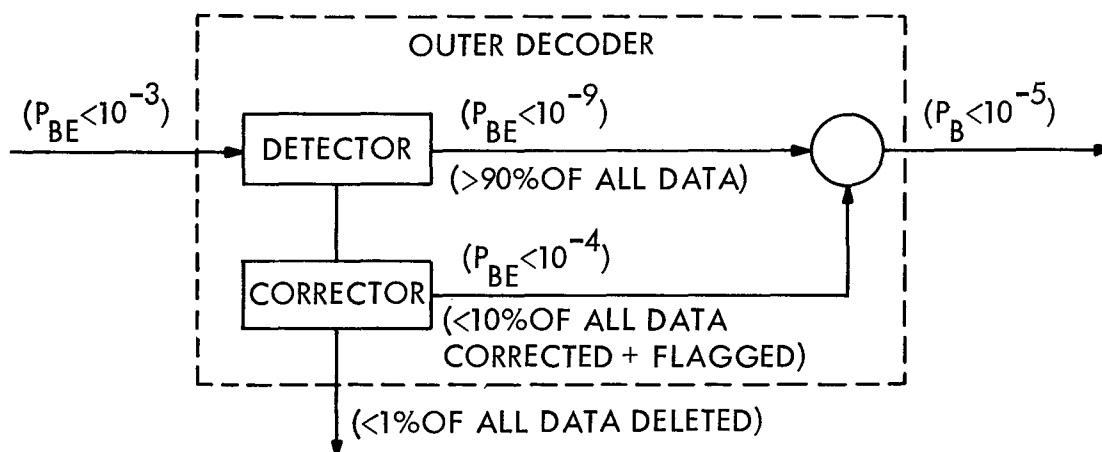 OUTER DECODER
(P_BE<10^-3)
(P_BE<10^-9)
(P_B<10^-5)
DETECTOR
(>90%OF ALL DATA)
(P_BE<10^-4)
CORRECTOR
(<10%OF ALL DATA
CORRECTED + FLAGGED)
(<1%OF ALL DATA DELETED)